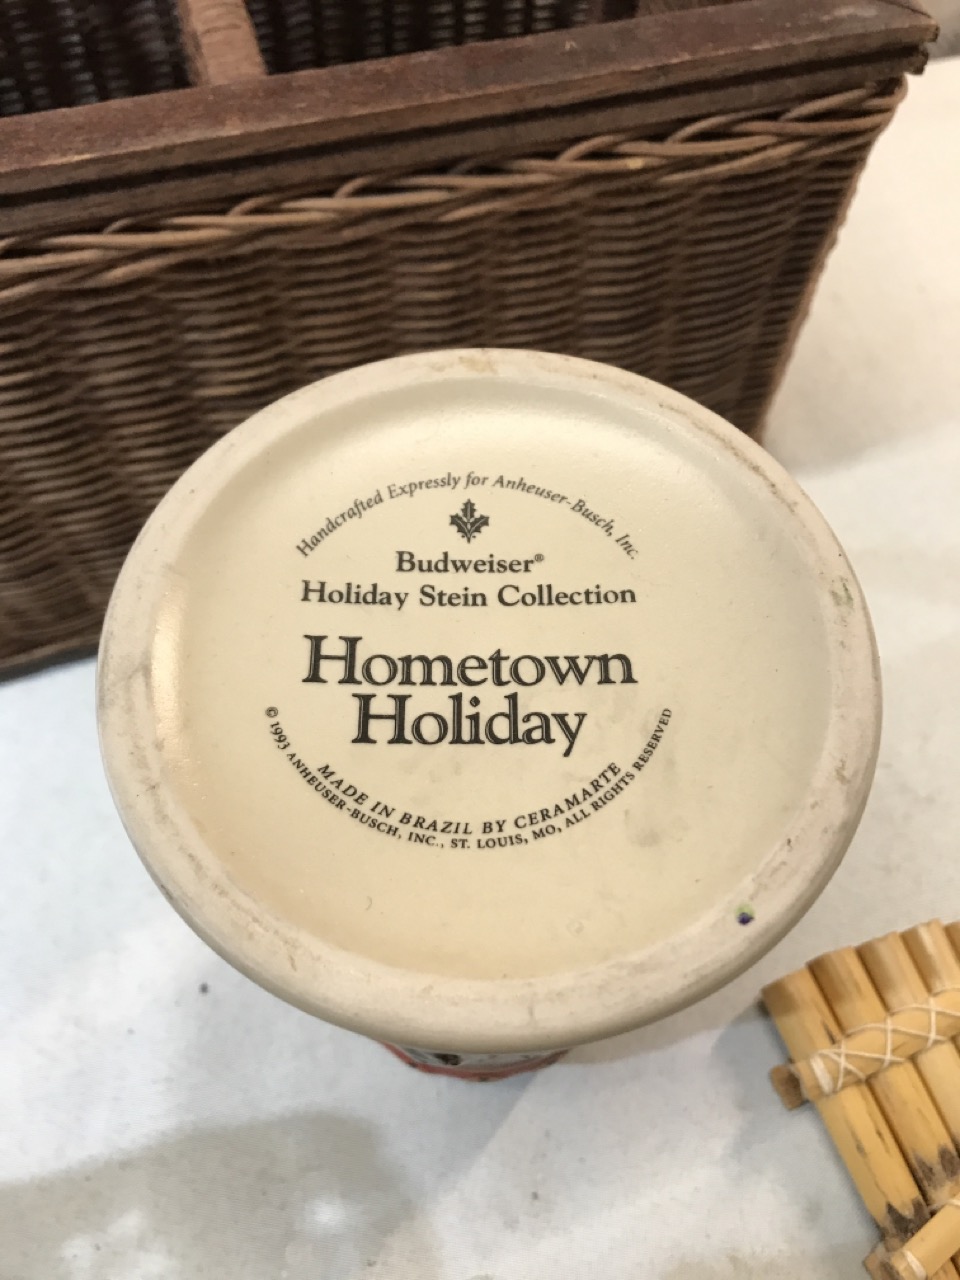 Handcrafted Expressly for Anheuser-Busch, Inc.
Budweiser®
Holiday Stein Collection
Hometown
Holiday
MADE IN BRAZIL BY CERAMARTE
© 1993 ANHEUSER-BUSCH, INC., ST. LOUIS, MO, ALL RIGHTS RESERVED